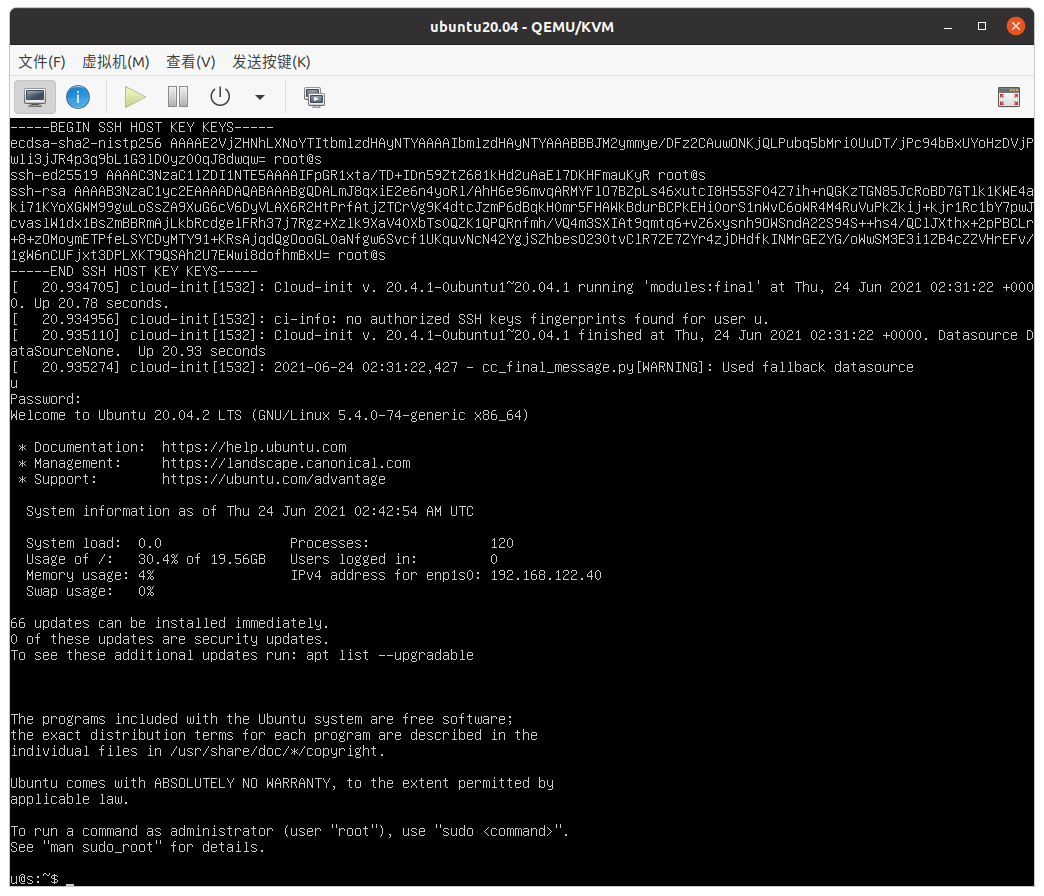 ubuntu20.04 - QEMU/KVM
文件(F) 虚拟机(M) 查看(V) 发送按键(K)
-----BEGIN SSH HOST KEY KEYS-----
ecdsa-sha2-nistp256 AAAAE2VjZHNhLXNoYTItbmlzdHAyNTYAAAAIbmlzdHAyNTYAAABBBJM2ymmye/DFz2CAuwONKjQLPubq5bMri0UuDT/jPc94bBxUYoHzDVjP
wli3jJR4p3q9bL1G3lD0yz00qJ8dwqw= root@s
ssh-ed25519 AAAAC3NzaC1lZDI1NTE5AAAAIFpGR1xta/TD+IDn59ZtZ681kHd2uAaEl7DKHFmauKyR root@s
ssh-rsa AAAAB3NzaC1yc2EAAAADAQABAAABgQDALmJ8qxiE2e6n4yoRl/AhH6e96mvqARMYFlO7BZpLs46xutcI8H55SF04Z7ih+nQGKzTGN85JcRoBD7GTlk1KWE4a
ki71KYoXGWM99gwLoSsZA9XuG6cV6DyVLAX6R2HtPrfAtjZTCrVg9K4dtcJzmP6dBqkH0mr5FHAWkBdurBCPkEHi0orS1nWvC6oWR4M4RuVuPkZkij+kjr1Rc1bY7pwJ
cvaslW1dx1BsZmBBRmAjLkbRcdgelFRh37j7Rgz+Xzlk9XaV40XbTs0QZK1QPQRnfmh/VQ4m3SXIAt9qmtq6+vZ6xysnh9OWSndA22S94S++hs4/QClJXthx+2pPBCLr
+8+zOMoymETPfeLSYCDyMTY91+KRsAjqdQgOooGLOaNfgw6Svcf1UKquvNcN42YgjSZhbesO230tvClR7ZE7ZYr4zjDHdfkINMrGEZYG/oWwSM3E3i1ZB4cZZVHrEFv/
1gW6nCUFjxt3DPLXKT9QSAh2U7EWwi8dofhmBxU= root@s
-----END SSH HOST KEY KEYS-----
[   20.934705] cloud-init[1532]: Cloud-init v. 20.4.1-0ubuntu1~20.04.1 running 'modules:final' at Thu, 24 Jun 2021 02:31:22 +000
0. Up 20.78 seconds.
[   20.934956] cloud-init[1532]: ci-info: no authorized SSH keys fingerprints found for user u.
[   20.935110] cloud-init[1532]: Cloud-init v. 20.4.1-0ubuntu1~20.04.1 finished at Thu, 24 Jun 2021 02:31:22 +0000. Datasource D
ataSourceNone.  Up 20.93 seconds
[   20.935274] cloud-init[1532]: 2021-06-24 02:31:22,427 - cc_final_message.py[WARNING]: Used fallback datasource
u
Password:
Welcome to Ubuntu 20.04.2 LTS (GNU/Linux 5.4.0-74-generic x86_64)
* Documentation:  https://help.ubuntu.com
* Management:     https://landscape.canonical.com
* Support:        https://ubuntu.com/advantage
System information as of Thu 24 Jun 2021 02:42:54 AM UTC
System load:  0.0                Processes:               120
Usage of /:   30.4% of 19.56GB   Users logged in:         0
Memory usage: 4%                 IPv4 address for enp1s0: 192.168.122.40
Swap usage:   0%
66 updates can be installed immediately.
0 of these updates are security updates.
To see these additional updates run: apt list --upgradable
The programs included with the Ubuntu system are free software;
the exact distribution terms for each program are described in the
individual files in /usr/share/doc/*/copyright.
Ubuntu comes with ABSOLUTELY NO WARRANTY, to the extent permitted by
applicable law.
To run a command as administrator (user "root"), use "sudo <command>".
See "man sudo_root" for details.
u@s:~$ _